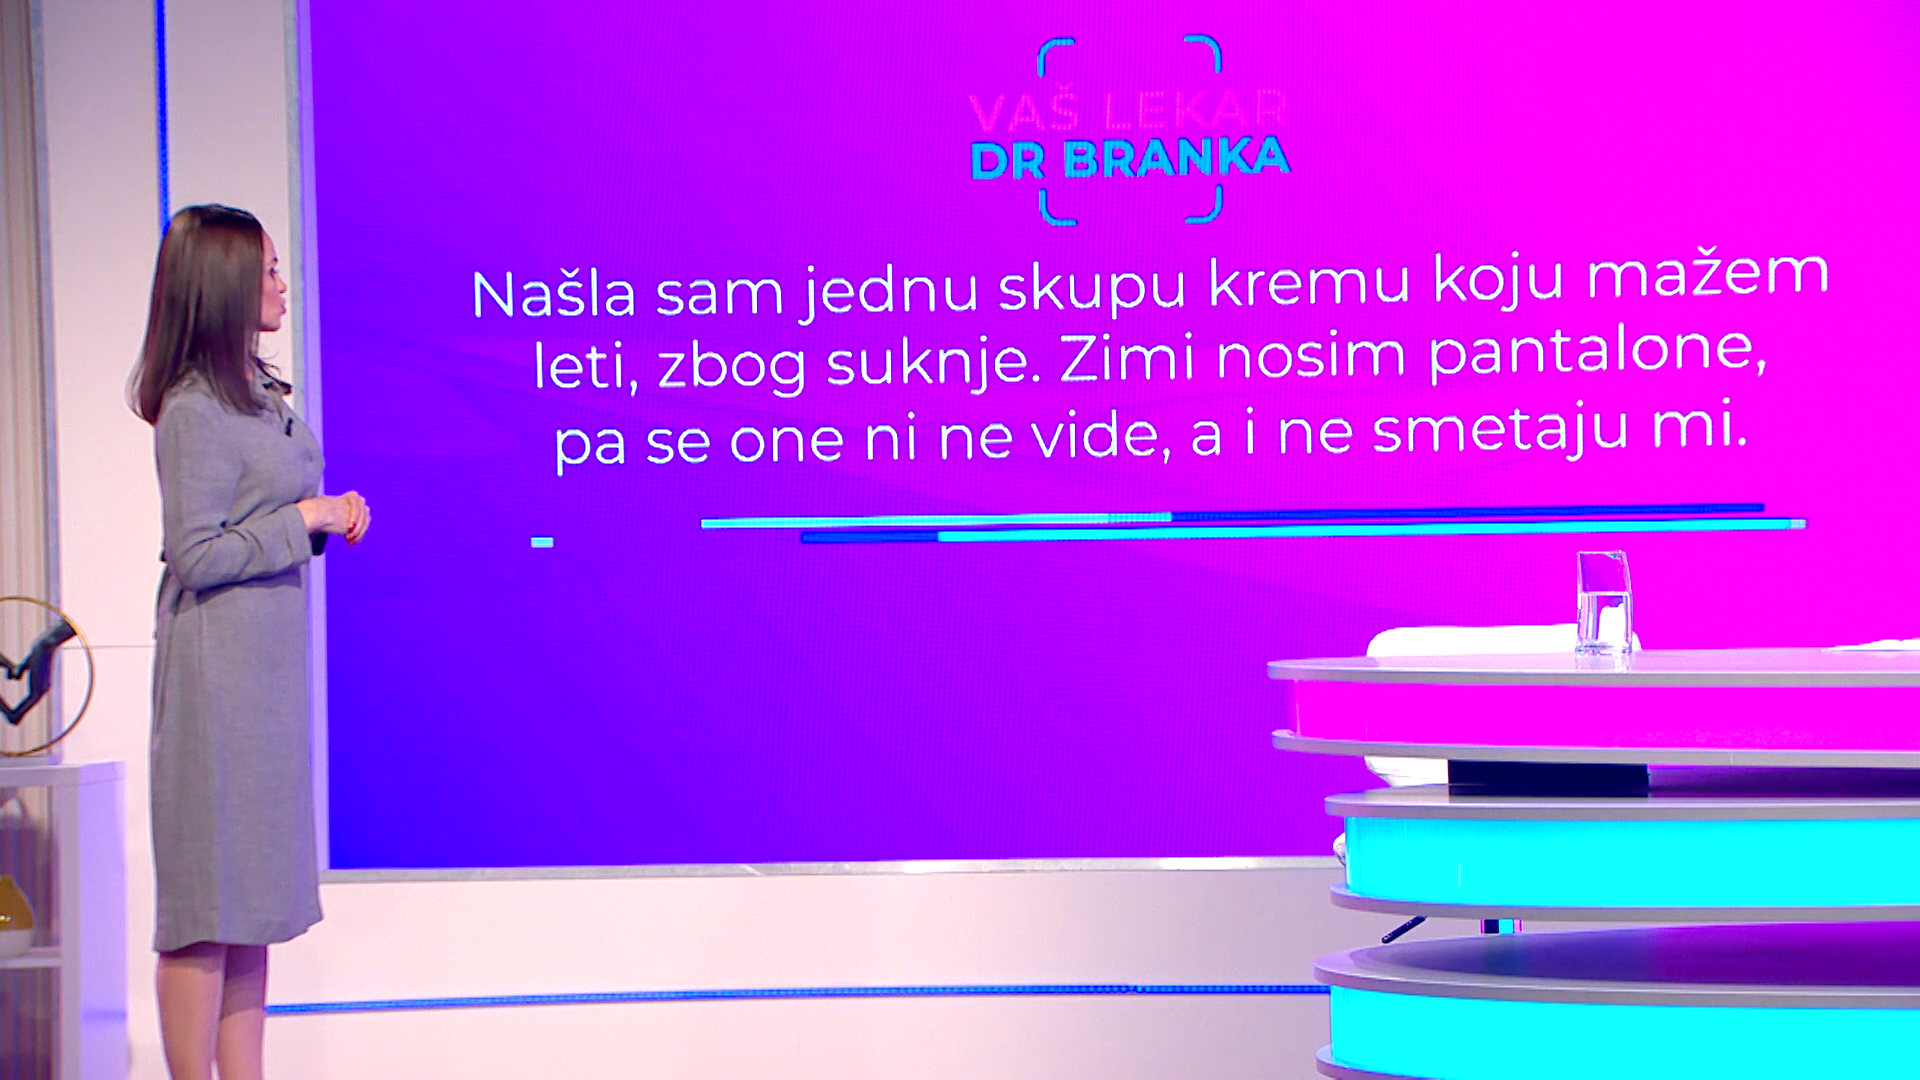 VAŠ LEKAR
DR BRANKA
Našla sam jednu skupu kremu koju mažem
leti, zbog suknje. Zimi nosim pantalone,
pa se one ni ne vide, a i ne smetaju mi.